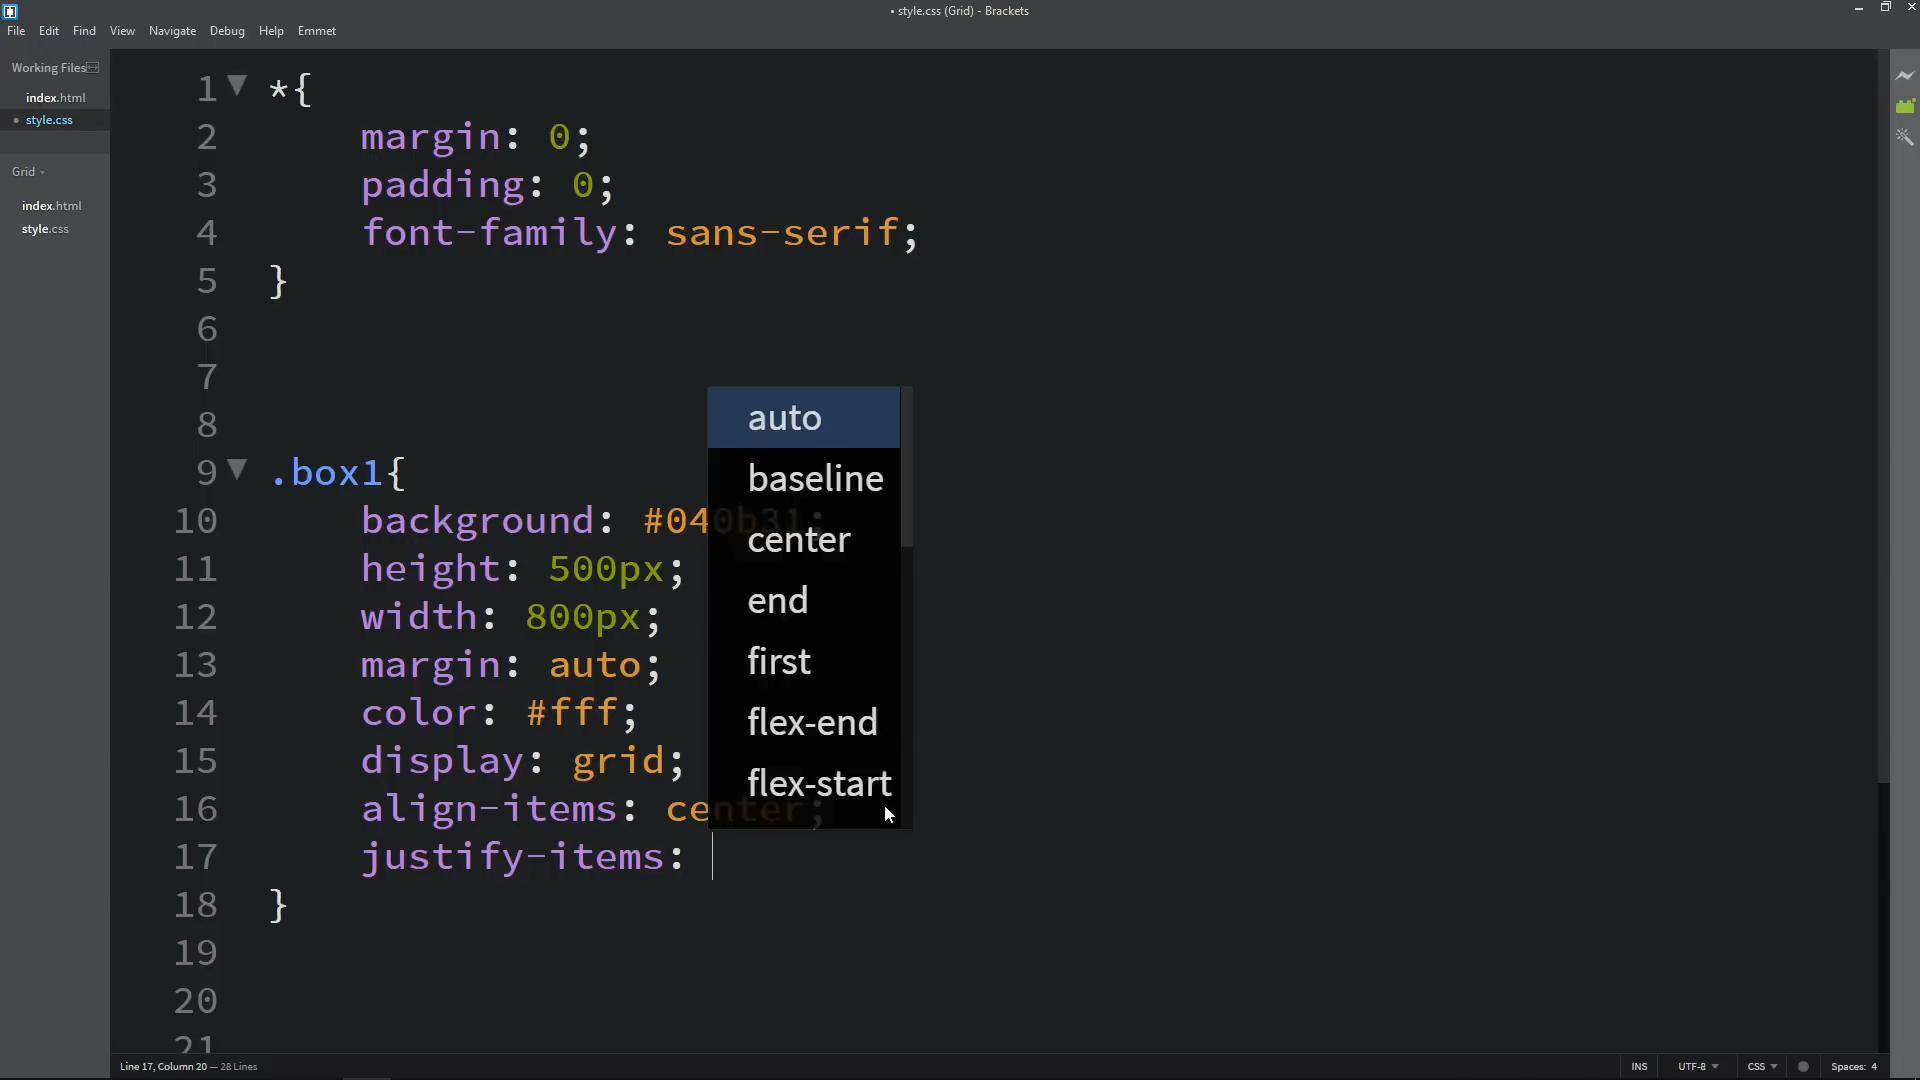 • style.css (Grid) - Brackets
File Edit Find View Navigate Debug Help Emmet
Working Files
index.html
• style.css
Grid
index.html
style.css
1 *{
2 margin: 0;
3 padding: 0;
4 font-family: sans-serif;
5 }
6
7
8
9 .box1{
10 background: #040b31;
11 height: 500px;
12 width: 800px;
13 margin: auto;
14 color: #fff;
15 display: grid;
16 align-items: center;
17 justify-items:
18 }
19
20
21
auto
baseline
center
end
first
flex-end
flex-start
Line 17, Column 20 — 28 Lines
INS UTF-8 CSS Spaces: 4